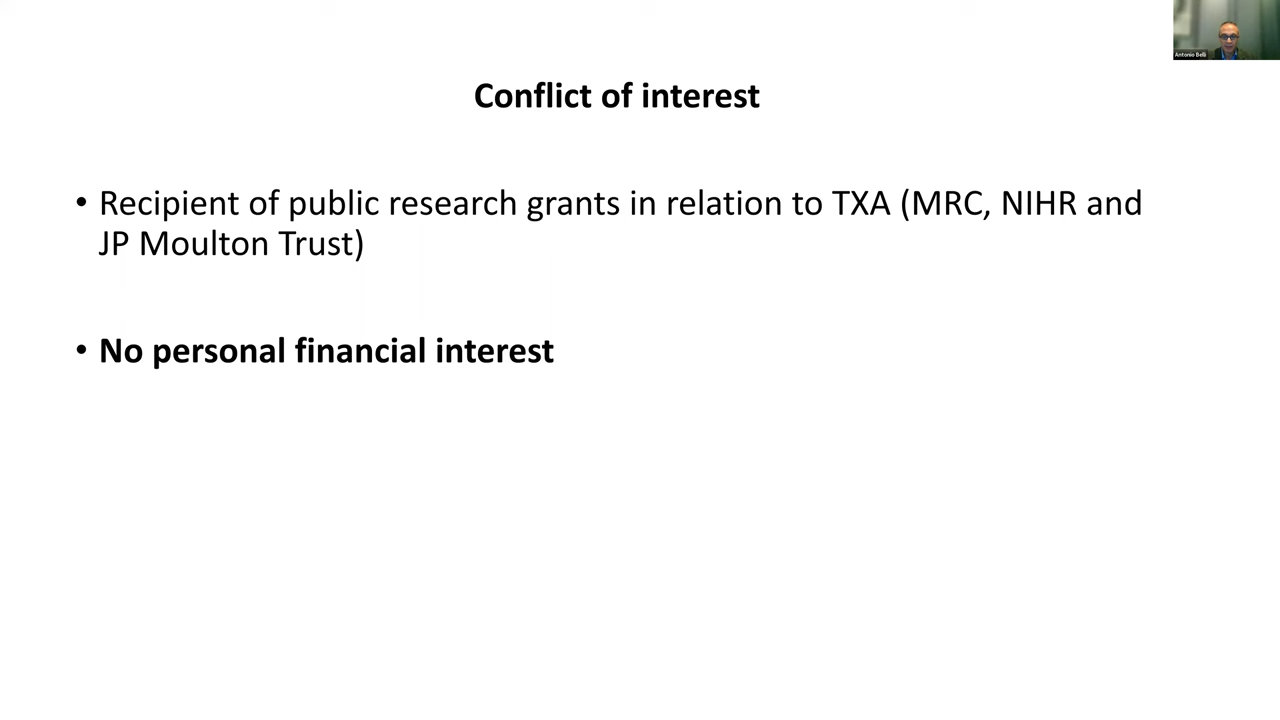 Antonio Belli
Conflict of interest
• Recipient of public research grants in relation to TXA (MRC, NIHR and
JP Moulton Trust)
• No personal financial interest